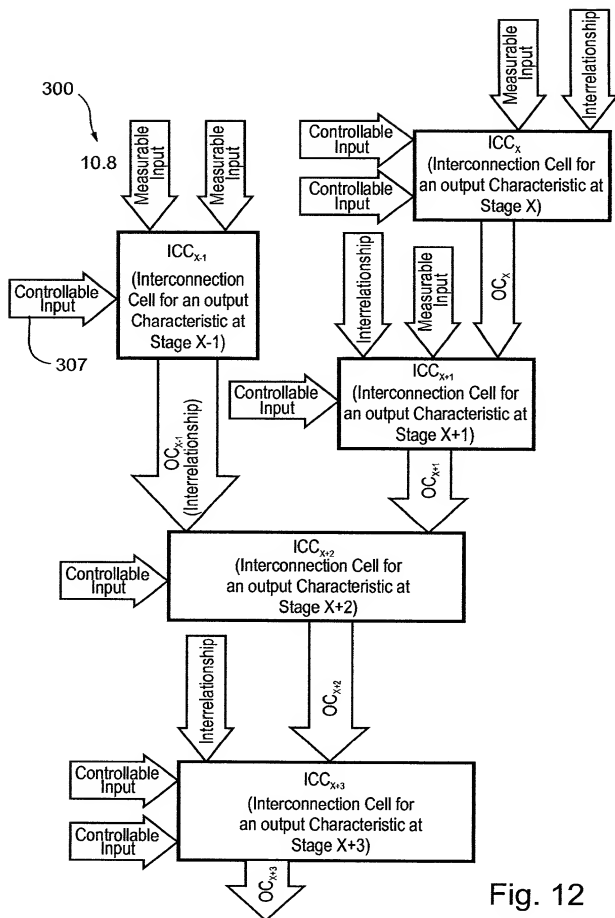 300
10.8
Measurable
Input
Measurable
Input
Measurable
Input
Interrelationship
Controllable
Input
Controllable
Input
ICCX
(Interconnection Cell for
an output Characteristic at
Stage X)
ICCX-1
(Interconnection
Cell for an output
Characteristic at
Stage X-1)
Controllable
Input
307
OCX
Interrelationship
Measurable
Input
Controllable
Input
ICCX+1
(Interconnection Cell for
an output Characteristic at
Stage X+1)
OCX-1
(Interrelationship)
OCX+1
Controllable
Input
ICCX+2
(Interconnection Cell for
an output Characteristic at
Stage X+2)
Interrelationship
OCX+2
Controllable
Input
Controllable
Input
ICCX+3
(Interconnection Cell for
an output Characteristic at
Stage X+3)
OCX+3
Fig. 12